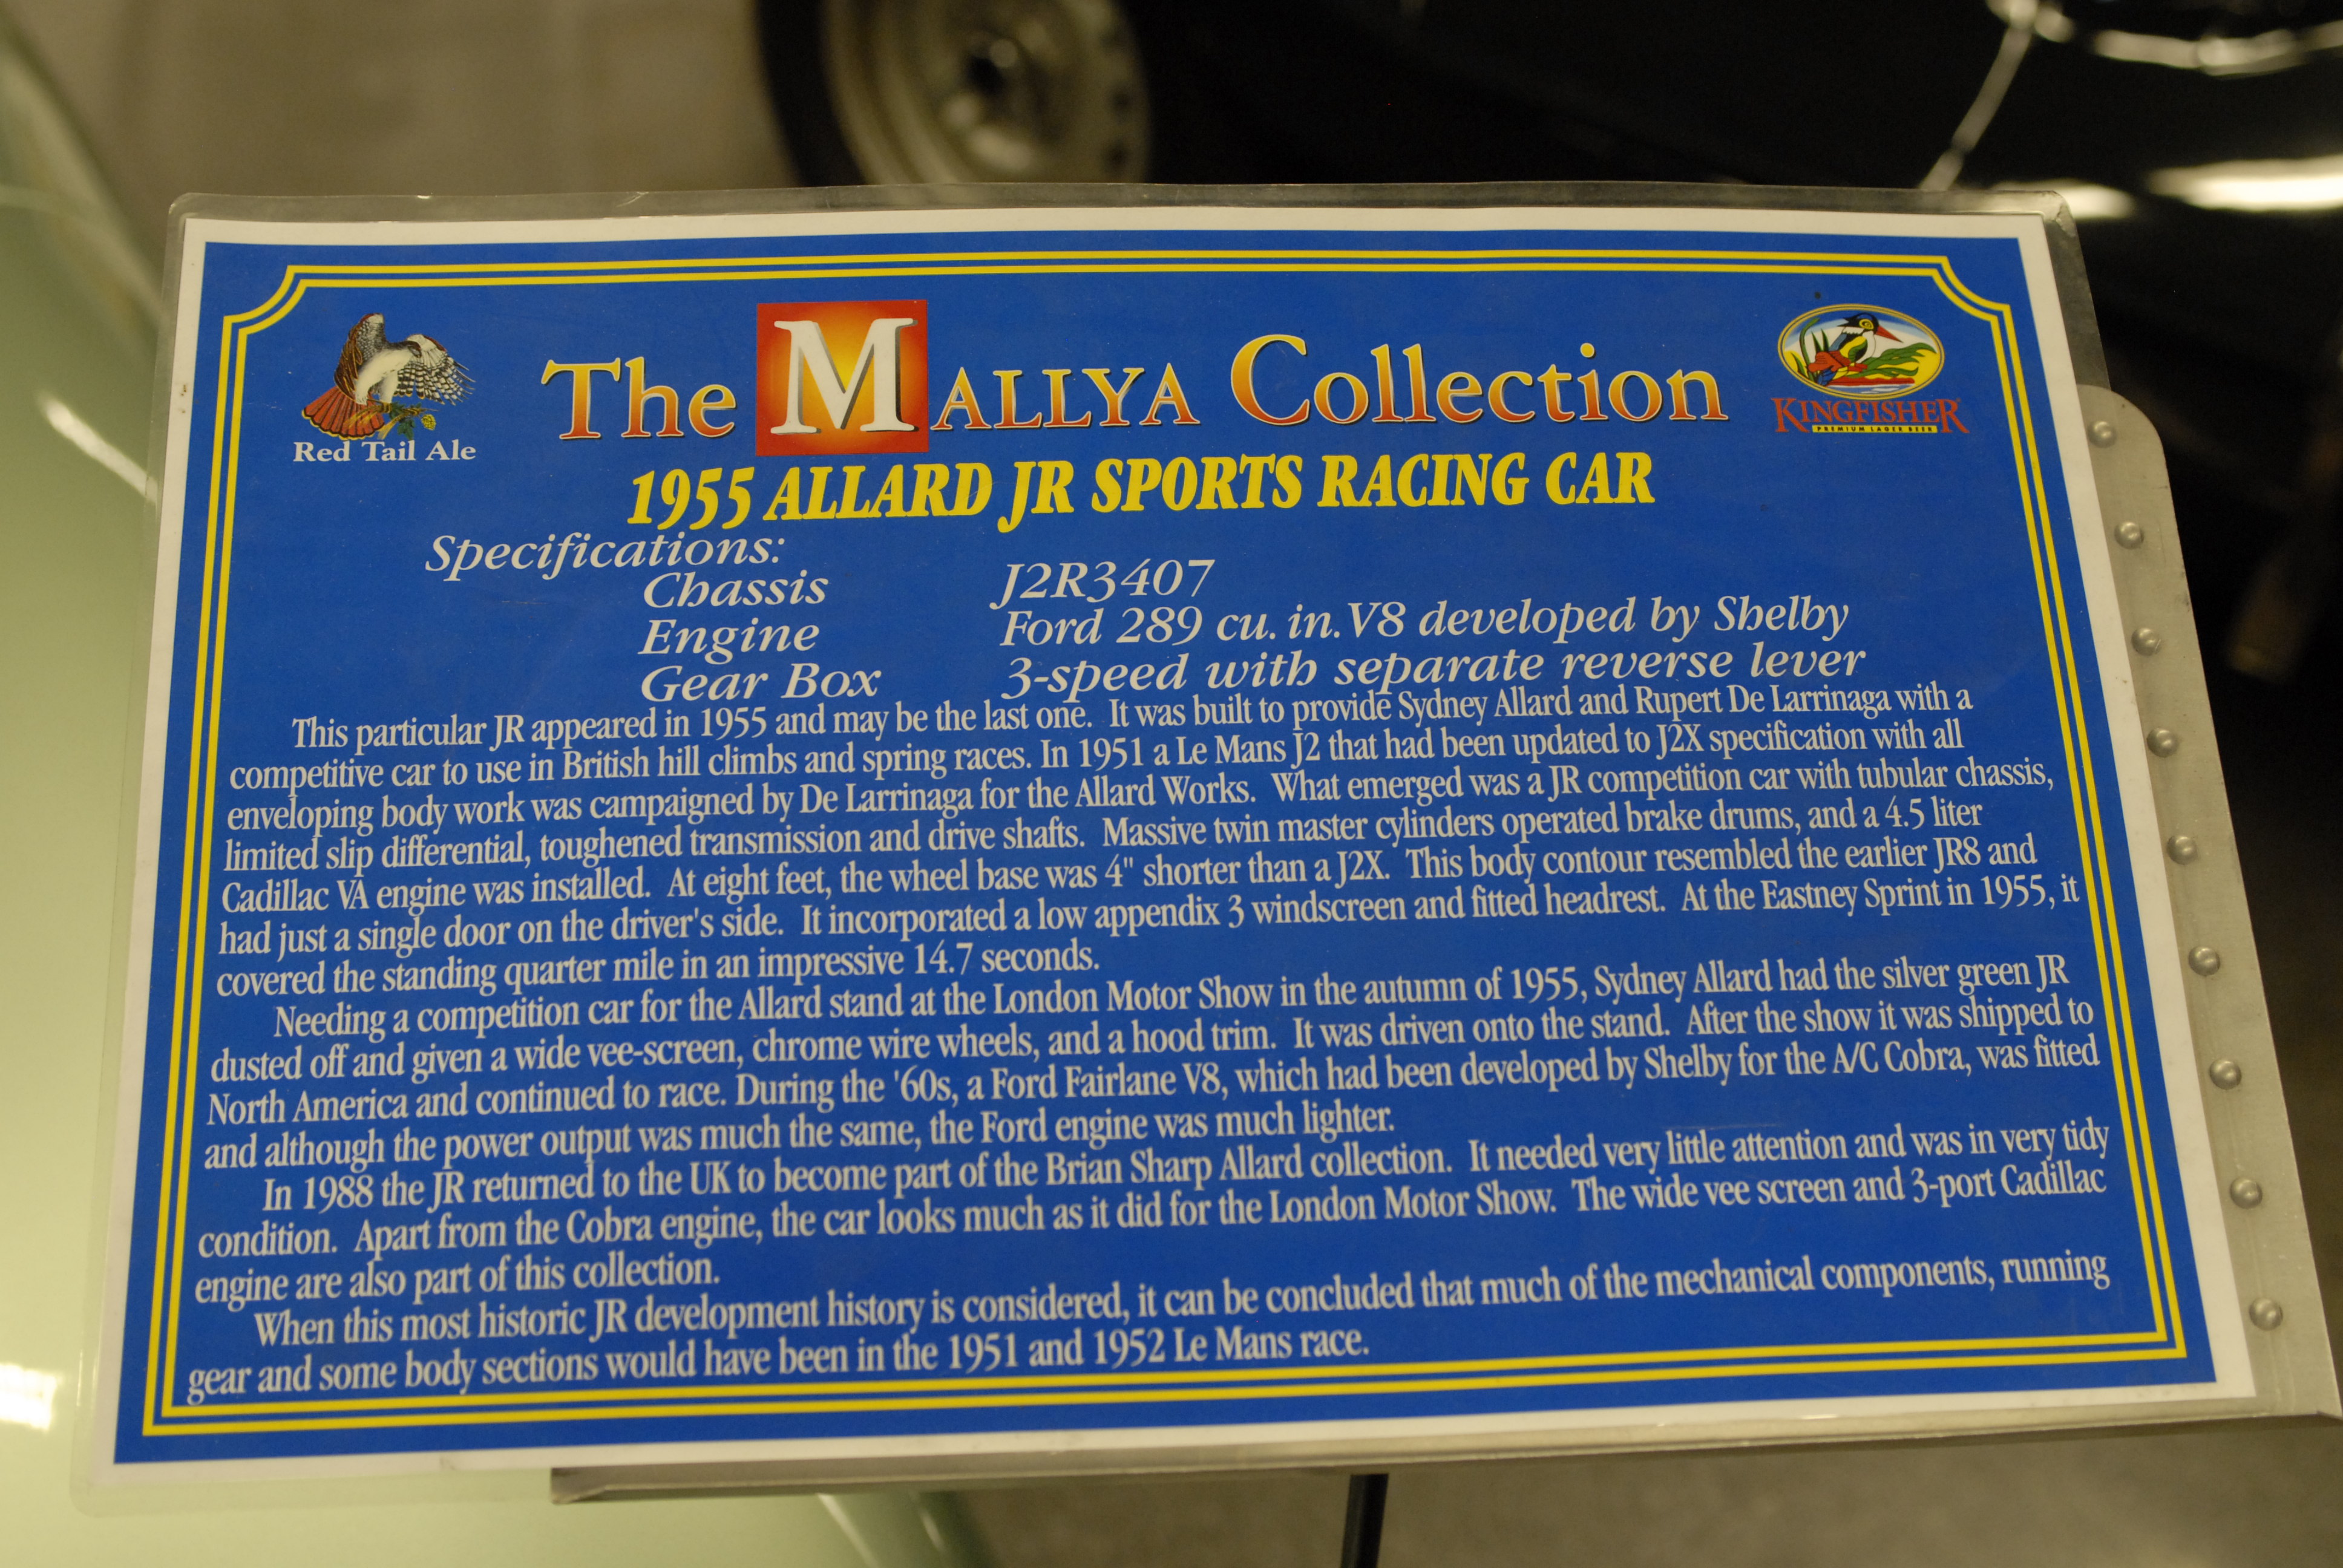 Red Tail Ale
The MALLYA Collection
KINGFISHER
PREMIUM LAGER BEER
1955 ALLARD JR SPORTS RACING CAR
Specifications:
Chassis J2R3407
Engine Ford 289 cu. in. V8 developed by Shelby
Gear Box 3-speed with separate reverse lever
This particular JR appeared in 1955 and may be the last one. It was built to provide Sydney Allard and Rupert De Larrinaga with a
competitive car to use in British hill climbs and spring races. In 1951 a Le Mans J2 that had been updated to J2X specification with all
enveloping body work was campaigned by De Larrinaga for the Allard Works. What emerged was a JR competition car with tubular chassis,
limited slip differential, toughened transmission and drive shafts. Massive twin master cylinders operated brake drums, and a 4.5 liter
Cadillac VA engine was installed. At eight feet, the wheel base was 4" shorter than a J2X. This body contour resembled the earlier JR8 and
had just a single door on the driver's side. It incorporated a low appendix 3 windscreen and fitted headrest. At the Eastney Sprint in 1955, it
covered the standing quarter mile in an impressive 14.7 seconds.
Needing a competition car for the Allard stand at the London Motor Show in the autumn of 1955, Sydney Allard had the silver green JR
dusted off and given a wide vee-screen, chrome wire wheels, and a hood trim. It was driven onto the stand. After the show it was shipped to
North America and continued to race. During the '60s, a Ford Fairlane V8, which had been developed by Shelby for the A/C Cobra, was fitted
and although the power output was much the same, the Ford engine was much lighter.
In 1988 the JR returned to the UK to become part of the Brian Sharp Allard collection. It needed very little attention and was in very tidy
condition. Apart from the Cobra engine, the car looks much as it did for the London Motor Show. The wide vee screen and 3-port Cadillac
engine are also part of this collection.
When this most historic JR development history is considered, it can be concluded that much of the mechanical components, running
gear and some body sections would have been in the 1951 and 1952 Le Mans race.